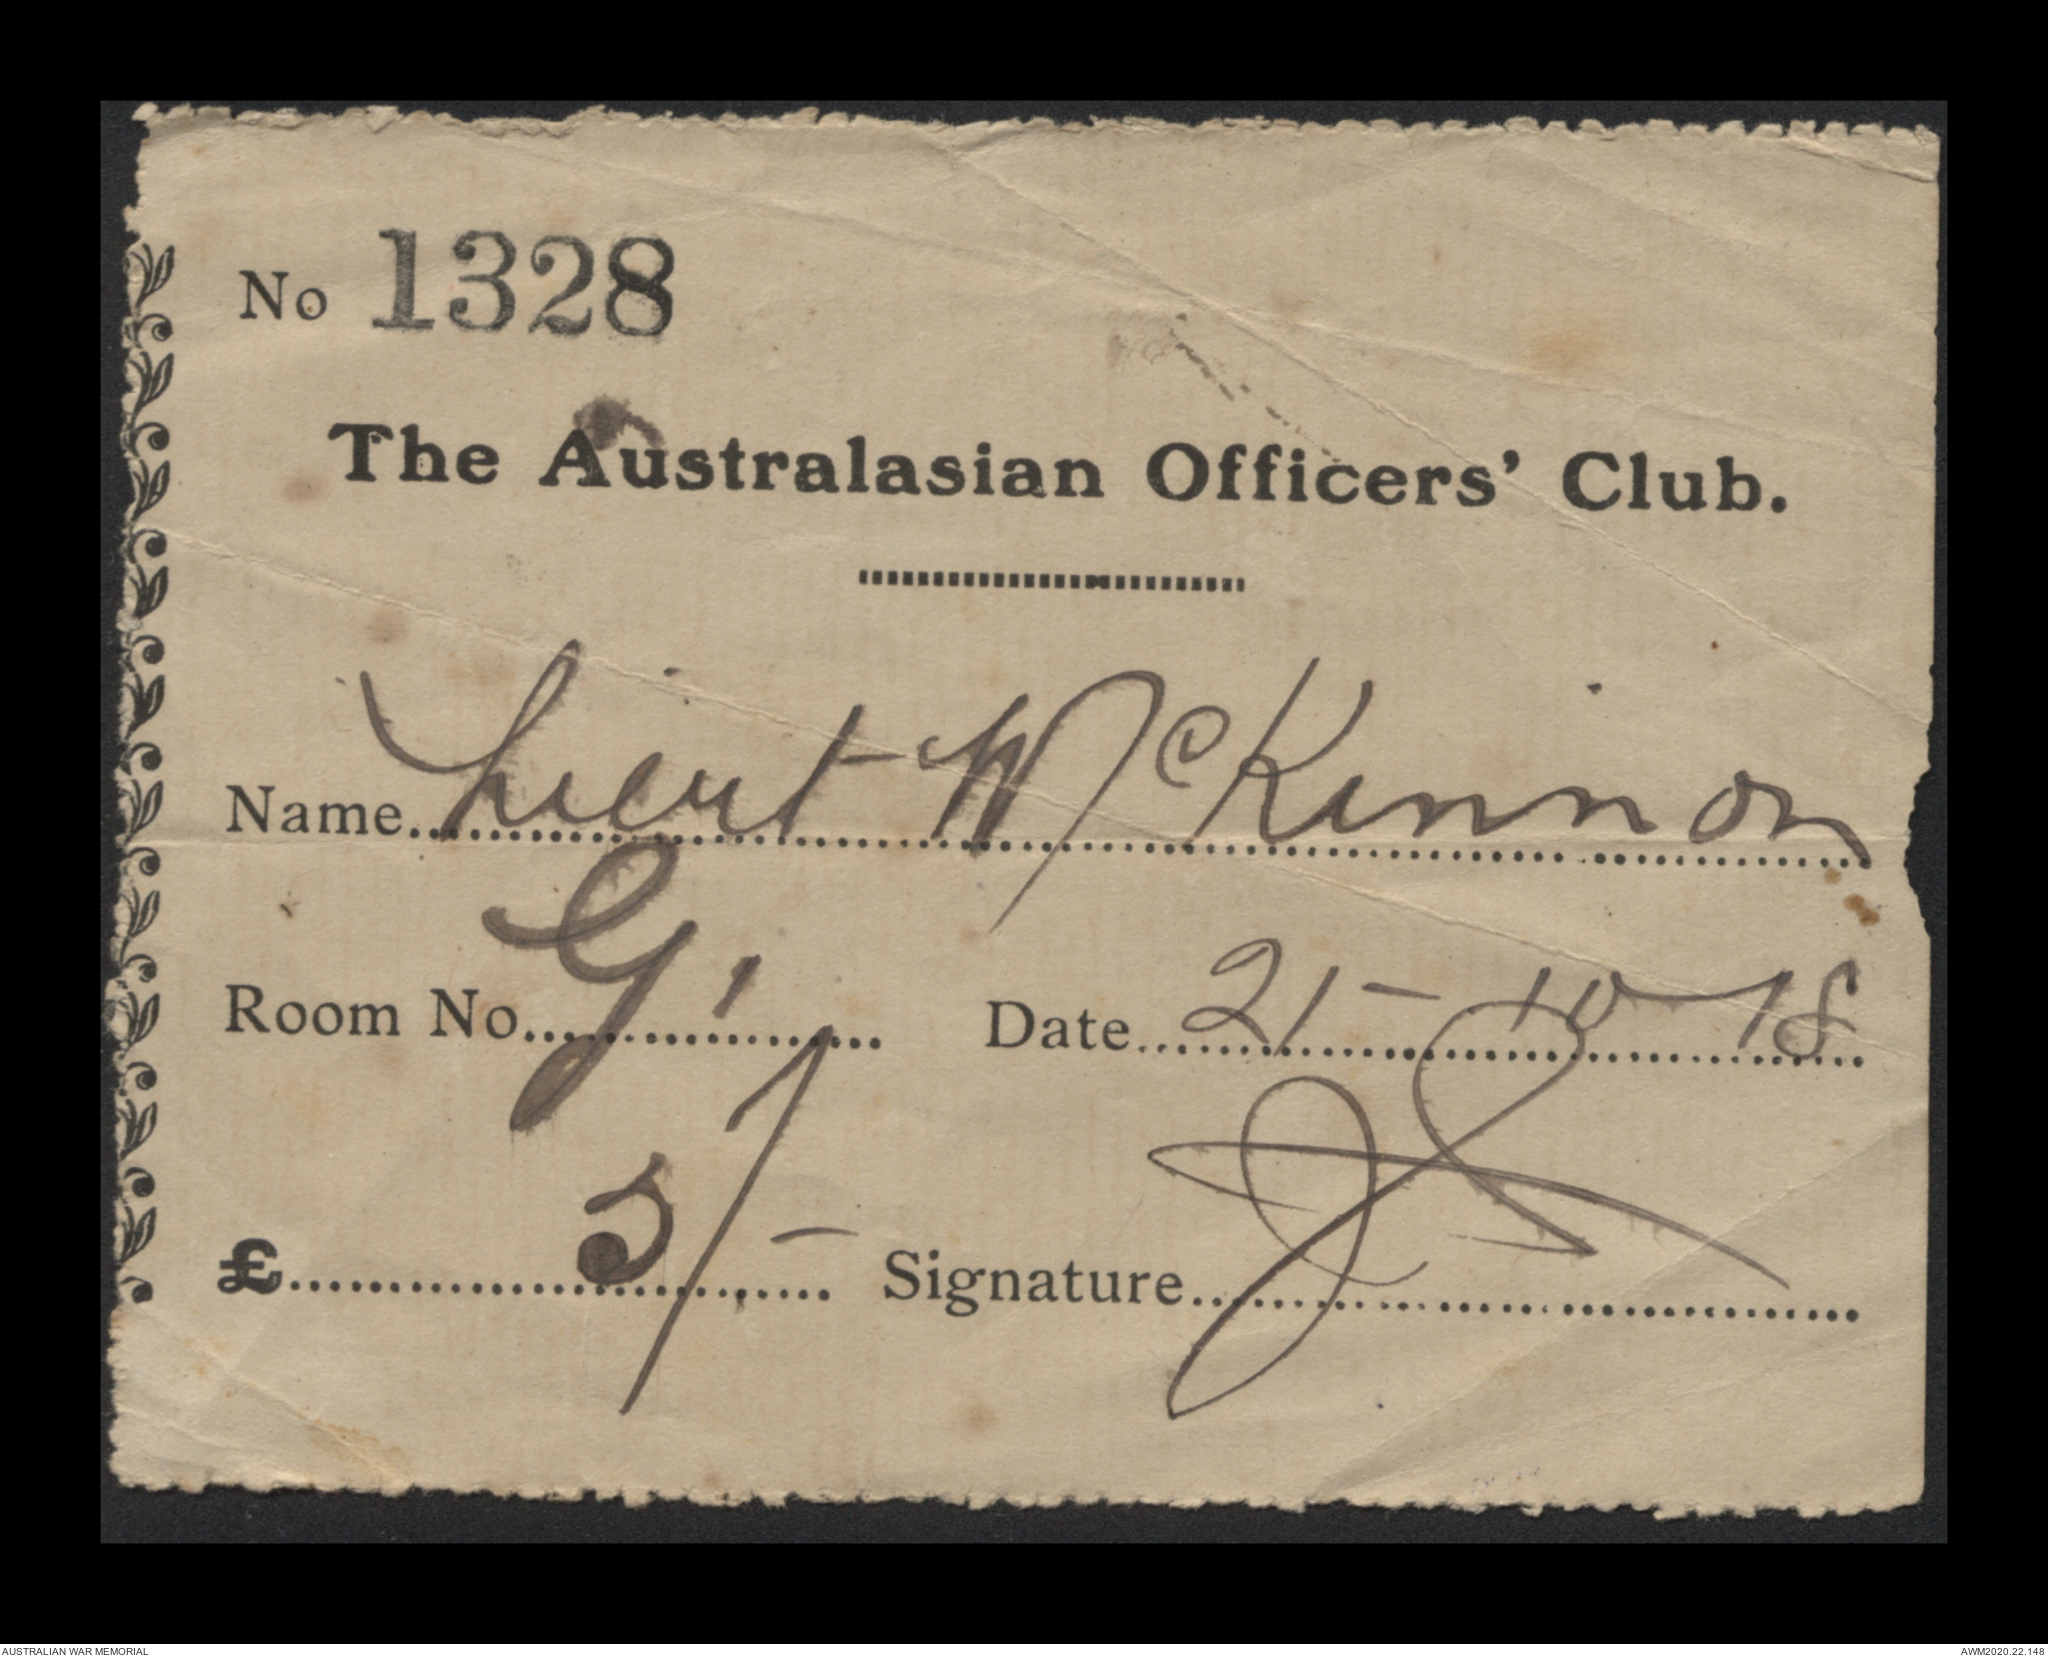 No 1328
The Australasian Officers' Club.
Name Lieut McKinnon
Room No. G1 Date 21-10-18
£ 5/- Signature
AUSTRALIAN WAR MEMORIAL AWM2020.22.148